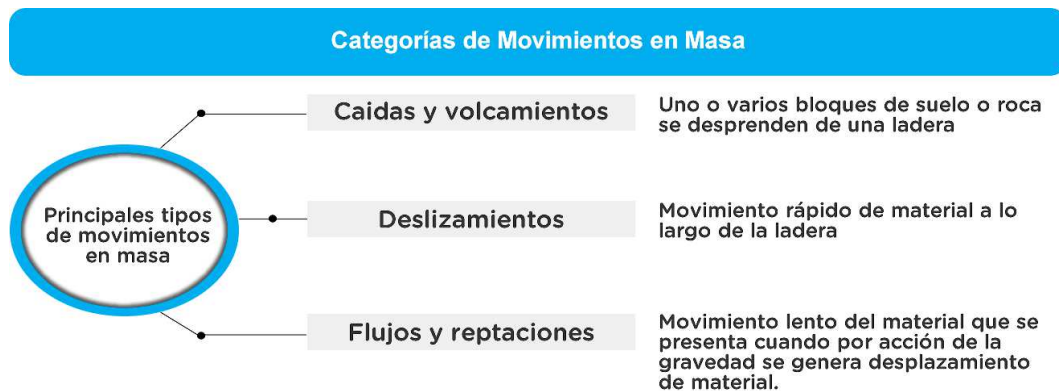 Categorías de Movimientos en Masa
Principales tipos
de movimientos
en masa
Caidas y volcamientos
Uno o varios bloques de suelo o roca
se desprenden de una ladera
Deslizamientos
Movimiento rápido de material a lo
largo de la ladera
Flujos y reptaciones
Movimiento lento del material que se
presenta cuando por acción de la
gravedad se genera desplazamiento
de material.